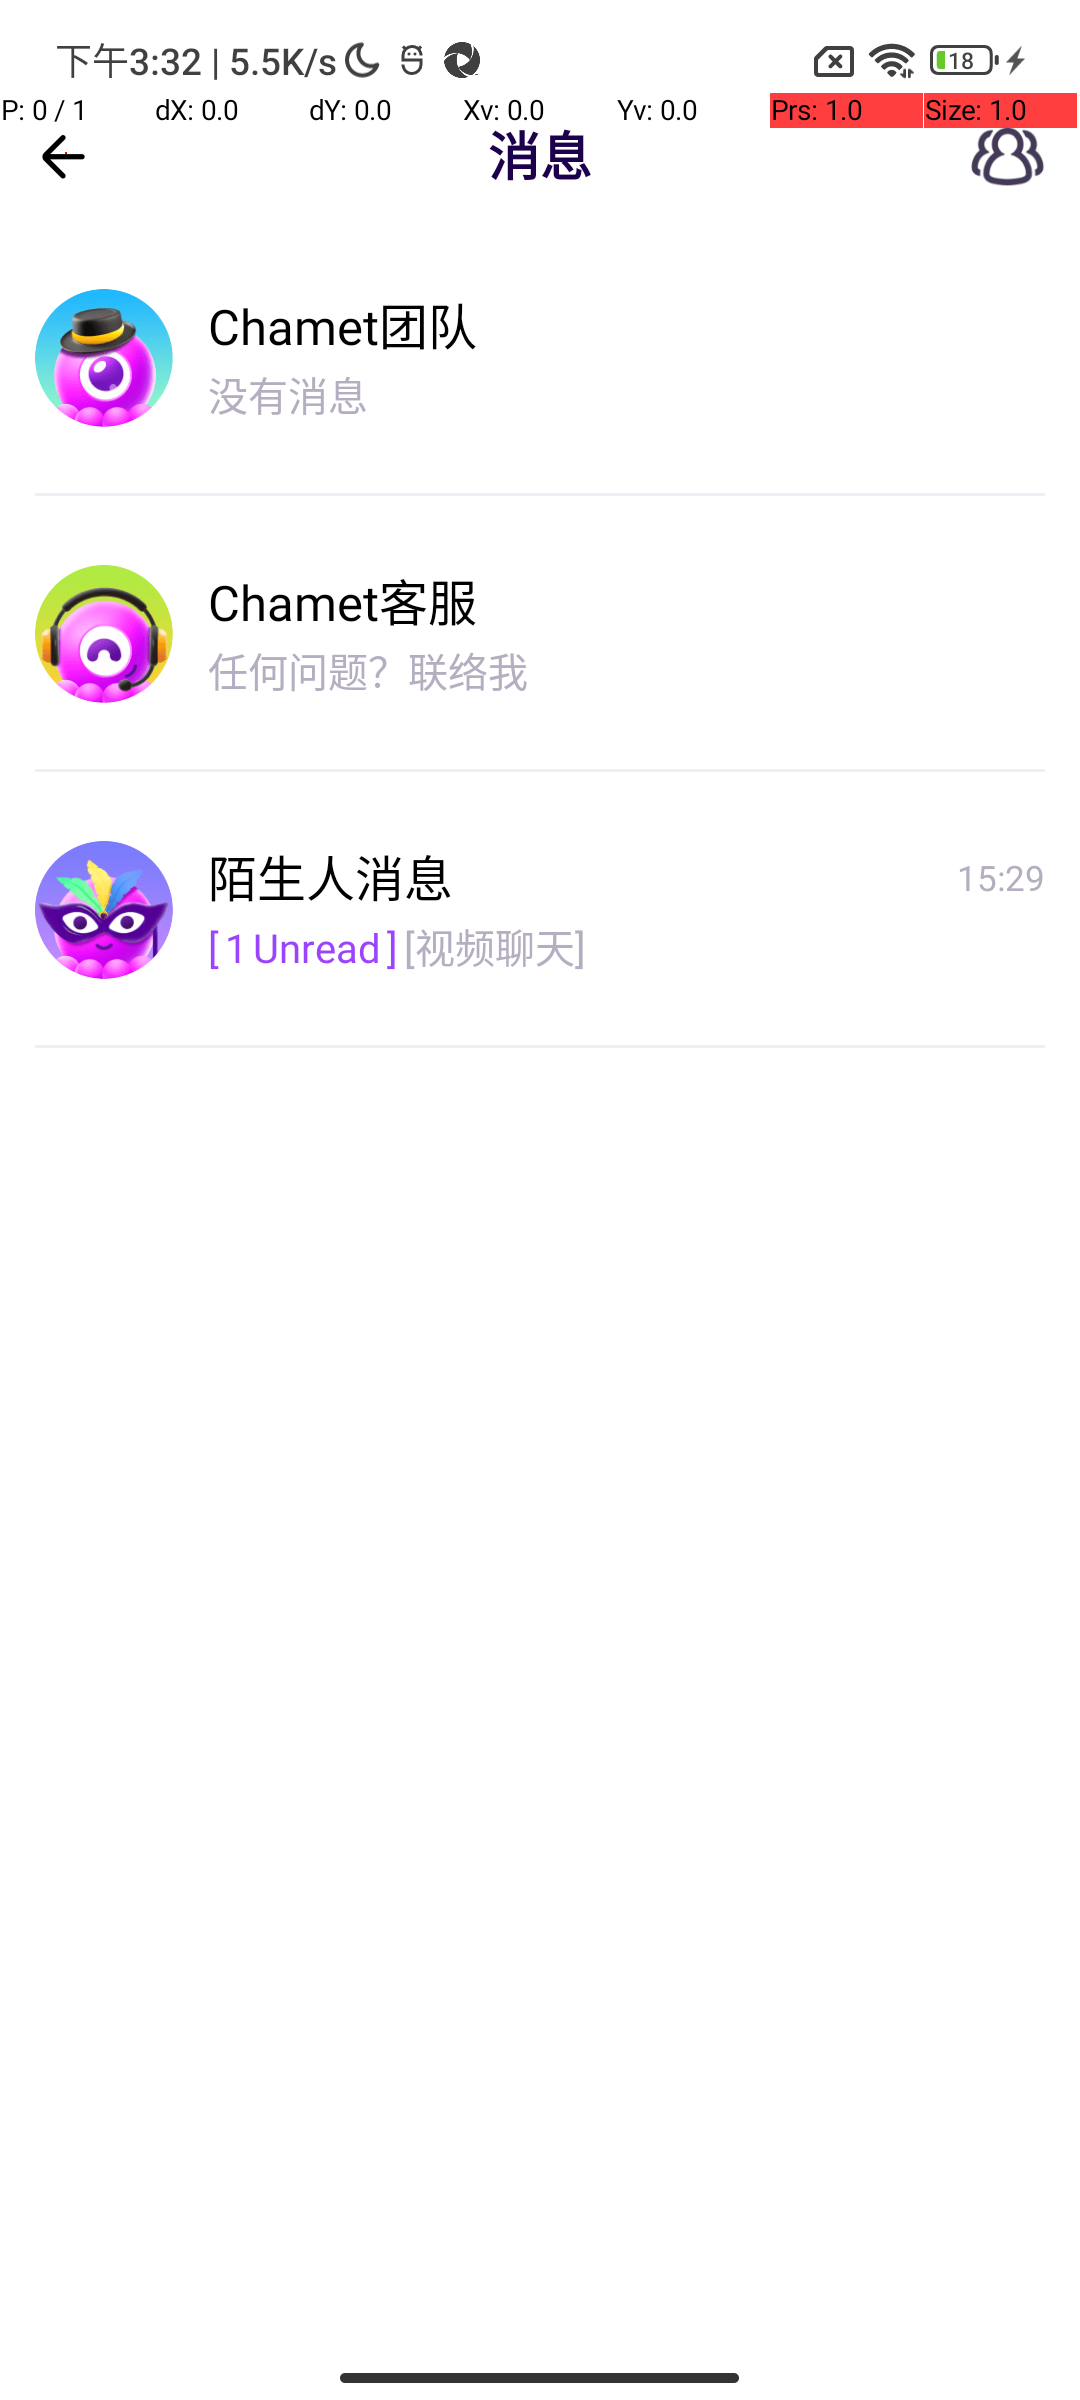 下午3:32 | 5.5K/s
18
P: 0 / 1 dX: 0.0 dY: 0.0 Xv: 0.0 Yv: 0.0 Prs: 1.0 Size: 1.0
消息
Chamet团队
没有消息
Chamet客服
任何问题？联络我
陌生人消息
15:29
[ 1 Unread ] [视频聊天]